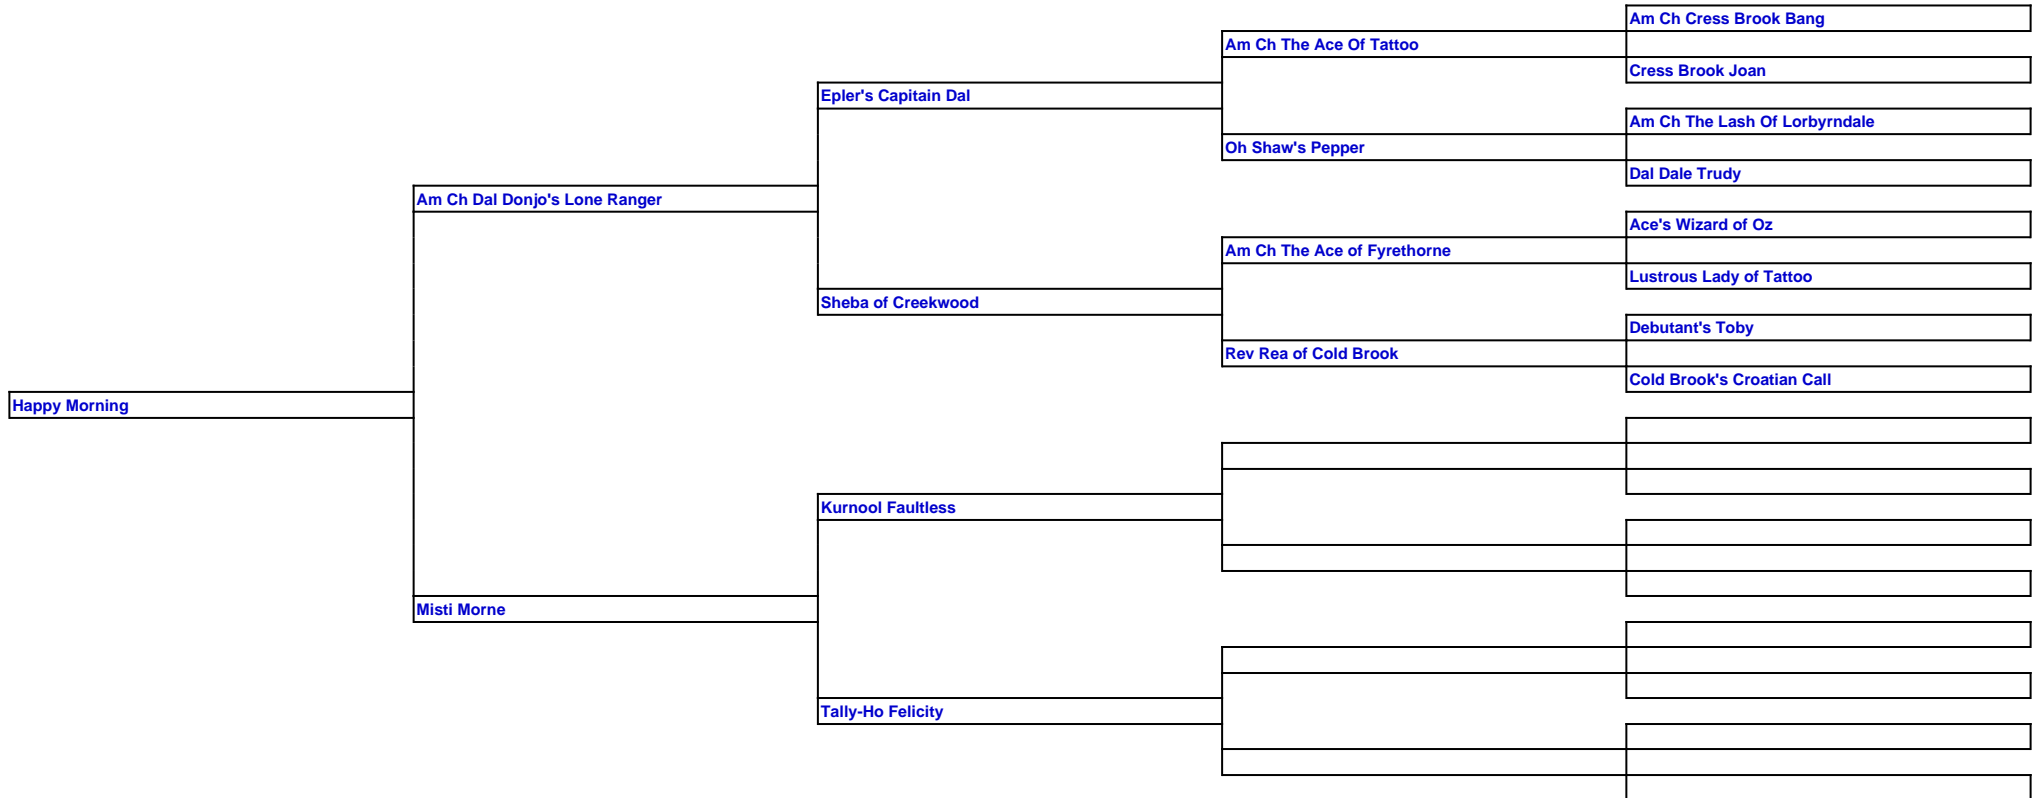 Am Ch Cress Brook Bang
Am Ch The Ace Of Tattoo
Cress Brook Joan
Epler's Capitain Dal
Am Ch The Lash Of Lorbyrndale
Oh Shaw's Pepper
Dal Dale Trudy
Am Ch Dal Donjo's Lone Ranger
Ace's Wizard of Oz
Am Ch The Ace of Fyrethorne
Lustrous Lady of Tattoo
Sheba of Creekwood
Debutant's Toby
Rev Rea of Cold Brook
Cold Brook's Croatian Call
Happy Morning
Kurnool Faultless
Misti Morne
Tally-Ho Felicity